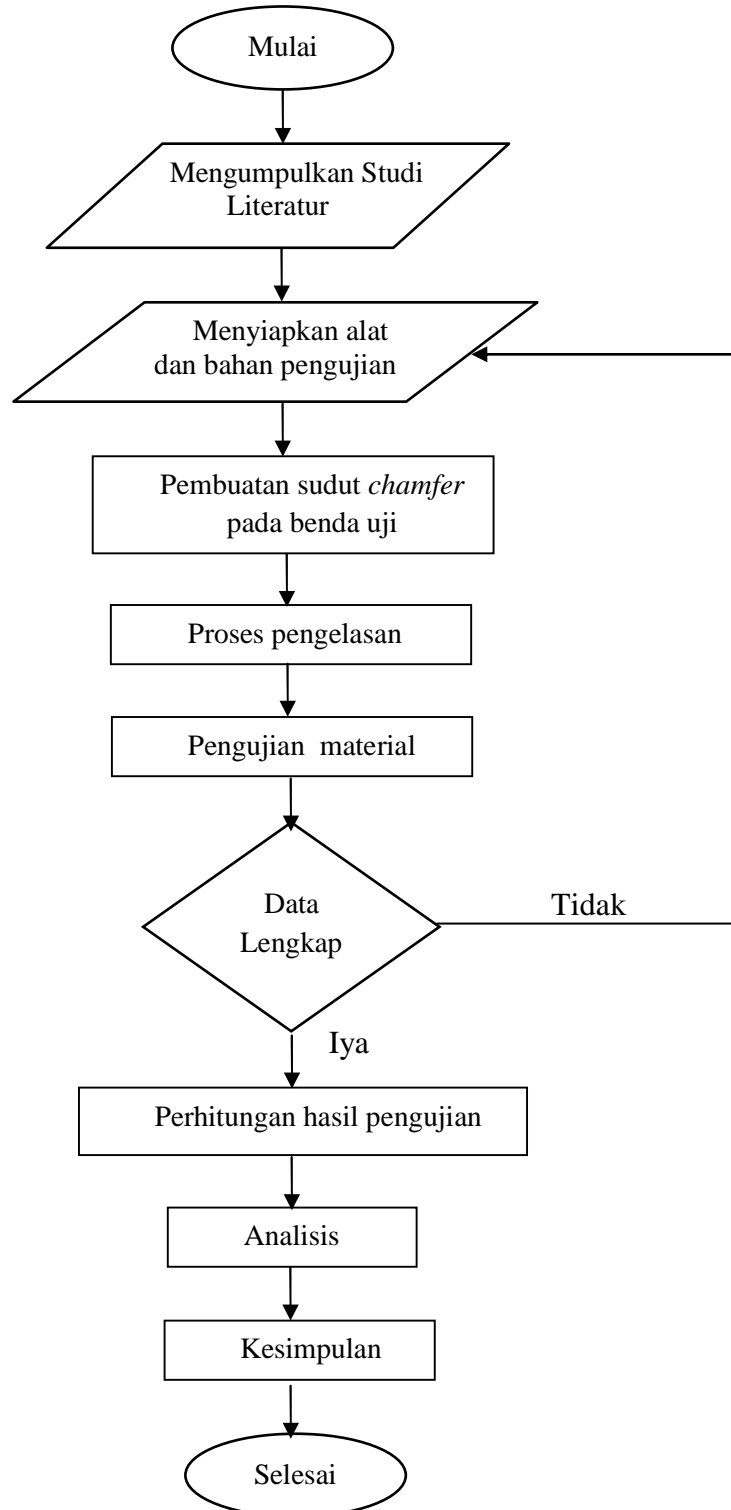 Mulai
Mengumpulkan Studi
Literatur
Menyiapkan alat
dan bahan pengujian
Pembuatan sudut chamfer
pada benda uji
Proses pengelasan
Pengujian material
Data
Lengkap
Tidak
Iya
Perhitungan hasil pengujian
Analisis
Kesimpulan
Selesai